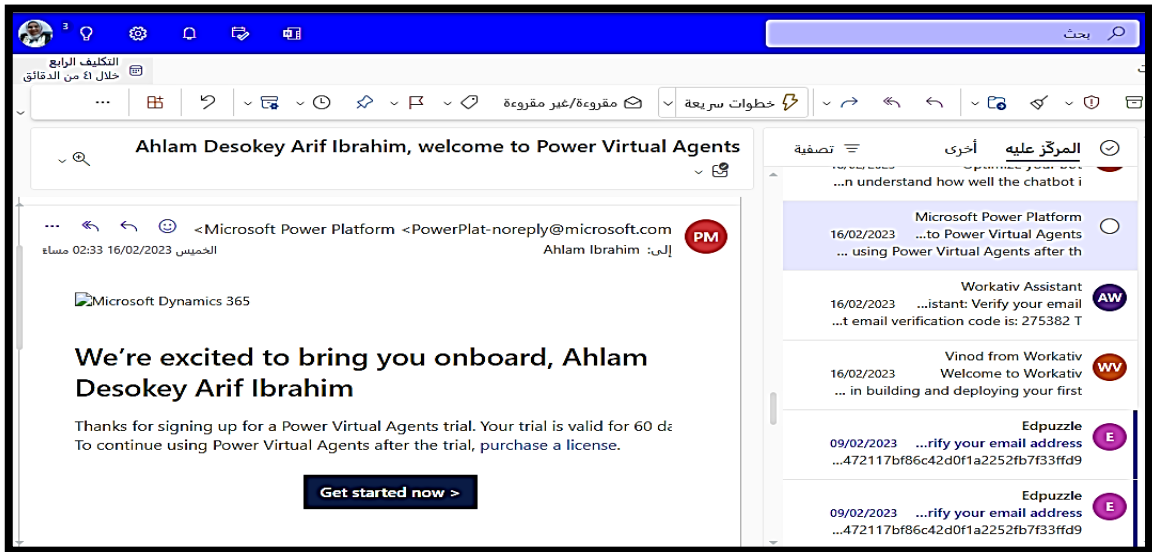 3
بحث
التكليف الرابع
خلال ٤١ من الدقائق
خطوات سريعة
مقروءة/غير مقروءة
...
المركّز عليه
أخرى
تصفية
Ahlam Desokey Arif Ibrahim, welcome to Power Virtual Agents
PM
<Microsoft Power Platform <PowerPlat-noreply@microsoft.com
إلى: Ahlam Ibrahim
الخميس 16/02/2023 02:33 مساءً
Microsoft Dynamics 365
We’re excited to bring you onboard, Ahlam
Desokey Arif Ibrahim
Thanks for signing up for a Power Virtual Agents trial. Your trial is valid for 60 da
To continue using Power Virtual Agents after the trial, purchase a license.
Get started now >
...n understand how well the chatbot i
Microsoft Power Platform
16/02/2023 ...to Power Virtual Agents
... using Power Virtual Agents after th
AW
Workativ Assistant
16/02/2023 ...istant: Verify your email
...t email verification code is: 275382 T
WV
Vinod from Workativ
16/02/2023 Welcome to Workativ
... in building and deploying your first
E
Edpuzzle
09/02/2023 ...rify your email address
...472117bf86c42d0f1a2252fb7f33ffd9
E
Edpuzzle
09/02/2023 ...rify your email address
...472117bf86c42d0f1a2252fb7f33ffd9